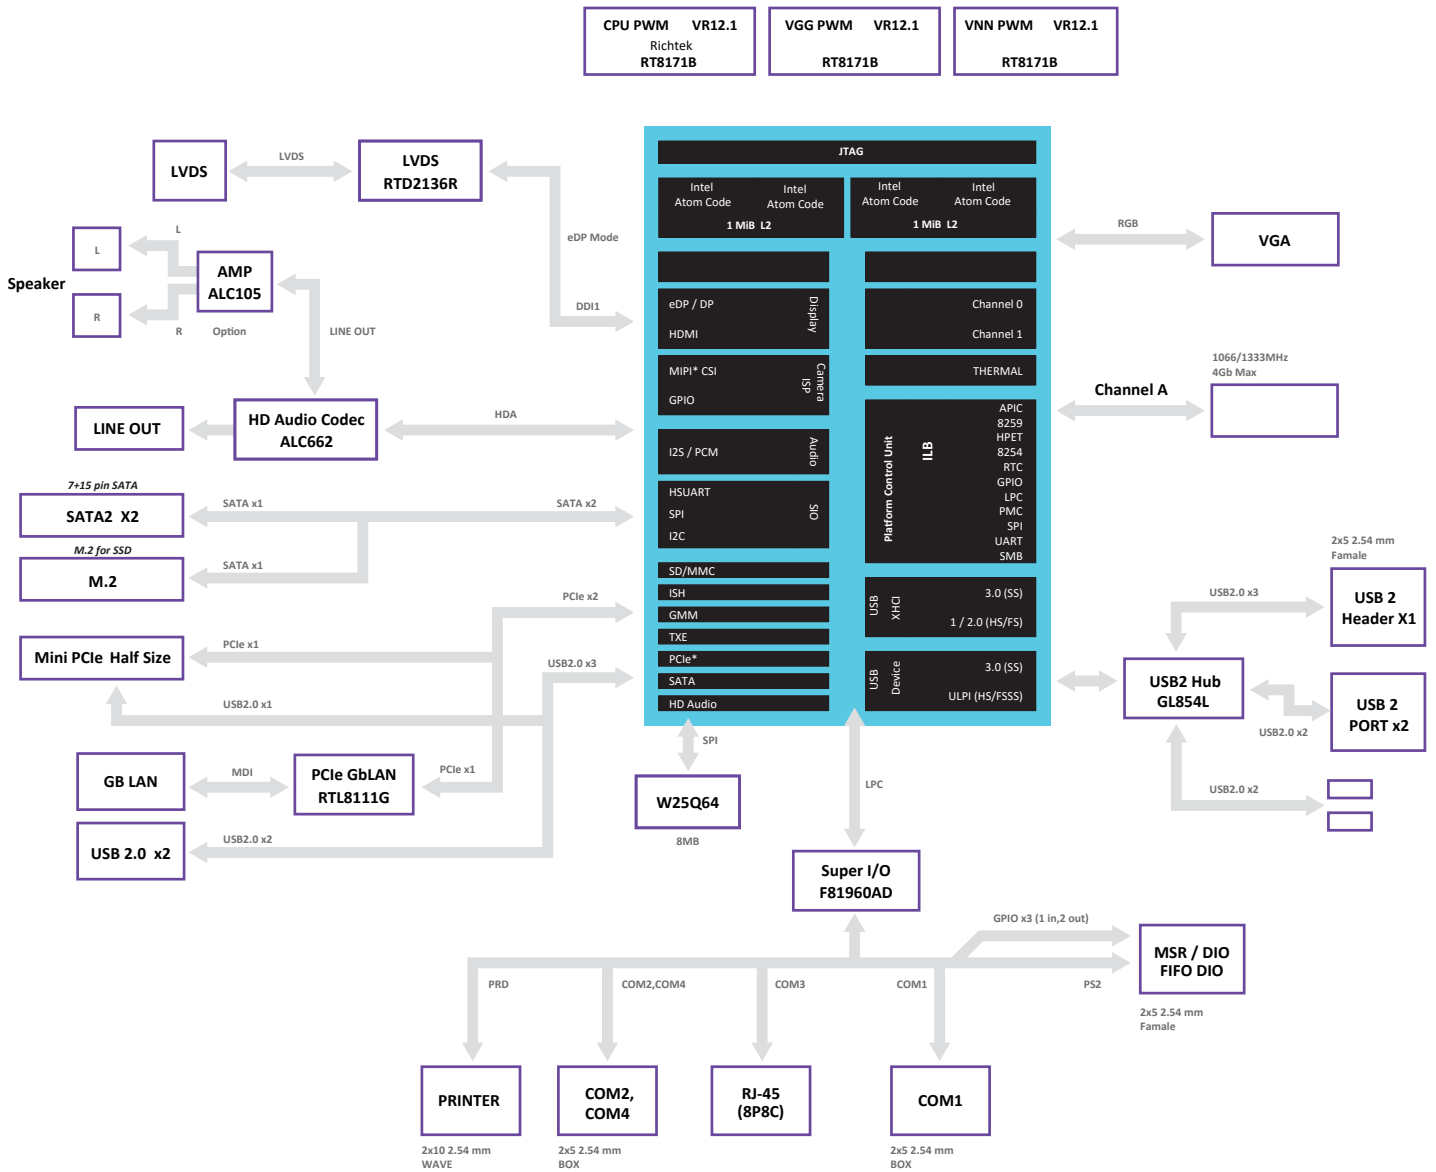 CPU PWM VR12.1
Richtek
RT8171B
VGG PWM VR12.1
RT8171B
VNN PWM VR12.1
RT8171B
JTAG
Intel
Atom Code
Intel
Atom Code
1 MiB L2
Intel
Atom Code
Intel
Atom Code
1 MiB L2
eDP / DP
HDMI
Display
MIPI* CSI
GPIO
Camera
ISP
I2S / PCM
Audio
HSUART
SPI
I2C
SIO
SD/MMC
ISH
GMM
TXE
PCIe*
SATA
HD Audio
Channel 0
Channel 1
THERMAL
Platform Control Unit
ILB
APIC
8259
HPET
8254
RTC
GPIO
LPC
PMC
SPI
UART
SMB
USB
XHCI
3.0 (SS)
1 / 2.0 (HS/FS)
USB
Device
3.0 (SS)
ULPI (HS/FSSS)
LVDS
LVDS
LVDS
RTD2136R
eDP Mode
DDI1
Speaker
L
R
L
R
AMP
ALC105
Option
LINE OUT
LINE OUT
HD Audio Codec
ALC662
HDA
7+15 pin SATA
SATA2 X2
SATA x1
SATA x2
M.2 for SSD
M.2
SATA x1
PCIe x2
Mini PCIe Half Size
PCIe x1
USB2.0 x3
USB2.0 x1
GB LAN
MDI
PCIe GbLAN
RTL8111G
PCIe x1
USB 2.0 x2
USB2.0 x2
SPI
W25Q64
8MB
LPC
Super I/O
F81960AD
RGB
VGA
Channel A
1066/1333MHz
4Gb Max
2x5 2.54 mm
Famale
USB 2
Header X1
USB2.0 x3
USB2 Hub
GL854L
USB 2
PORT x2
USB2.0 x2
USB2.0 x2
GPIO x3 (1 in,2 out)
MSR / DIO
FIFO DIO
2x5 2.54 mm
Famale
PRD
COM2,COM4
COM3
COM1
PS2
PRINTER
2x10 2.54 mm
WAVE
COM2,
COM4
2x5 2.54 mm
BOX
RJ-45
(8P8C)
COM1
2x5 2.54 mm
BOX